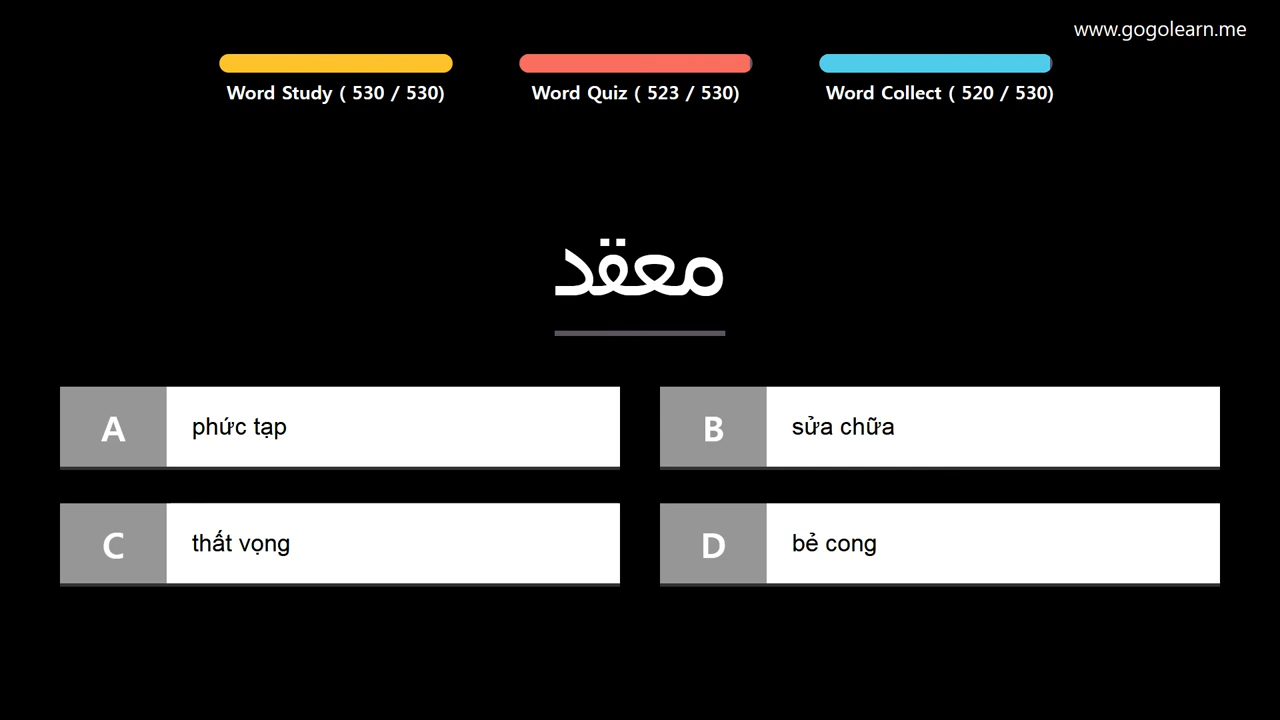 www.gogolearn.me
Word Study ( 530 / 530)
Word Quiz ( 523 / 530)
Word Collect ( 520 / 530)
معقد
A phức tạp
B sửa chữa
C thất vọng
D bẻ cong